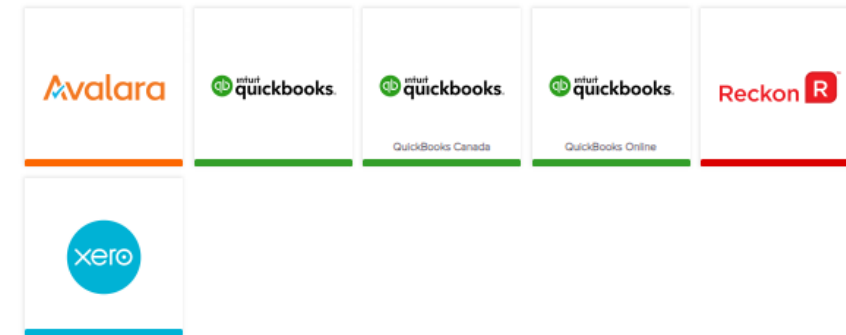 Avalara
intuit
quickbooks.
intuit
quickbooks.
QuickBooks Canada
intuit
quickbooks.
QuickBooks Online
Reckon R
xero